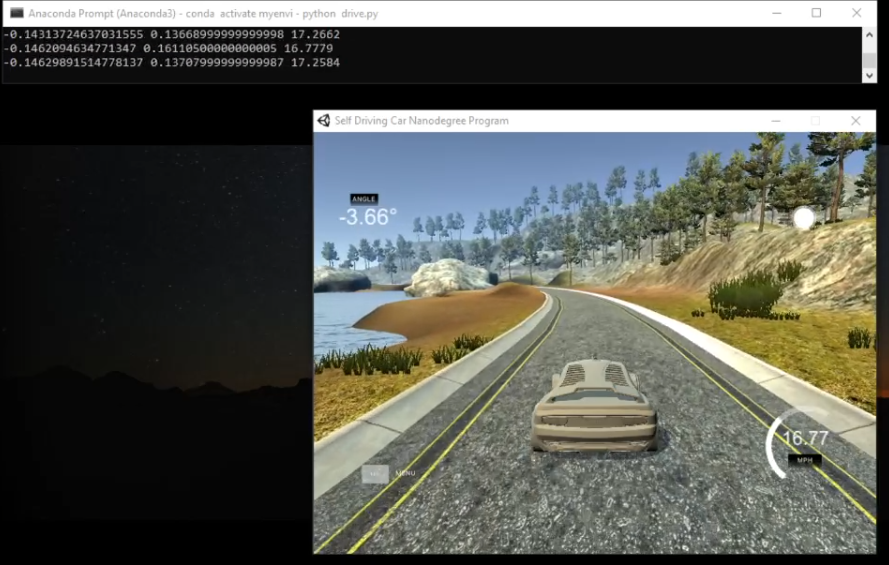 Anaconda Prompt (Anaconda3) - conda activate myenvi - python drive.py
-0.14313724637031555 0.13668999999999998 17.2662
-0.1462094634771347 0.16110500000000005 16.7779
-0.14629891514778137 0.13707999999999987 17.2584
Self Driving Car Nanodegree Program
ANGLE
-3.66°
16.77
MPH
MENU